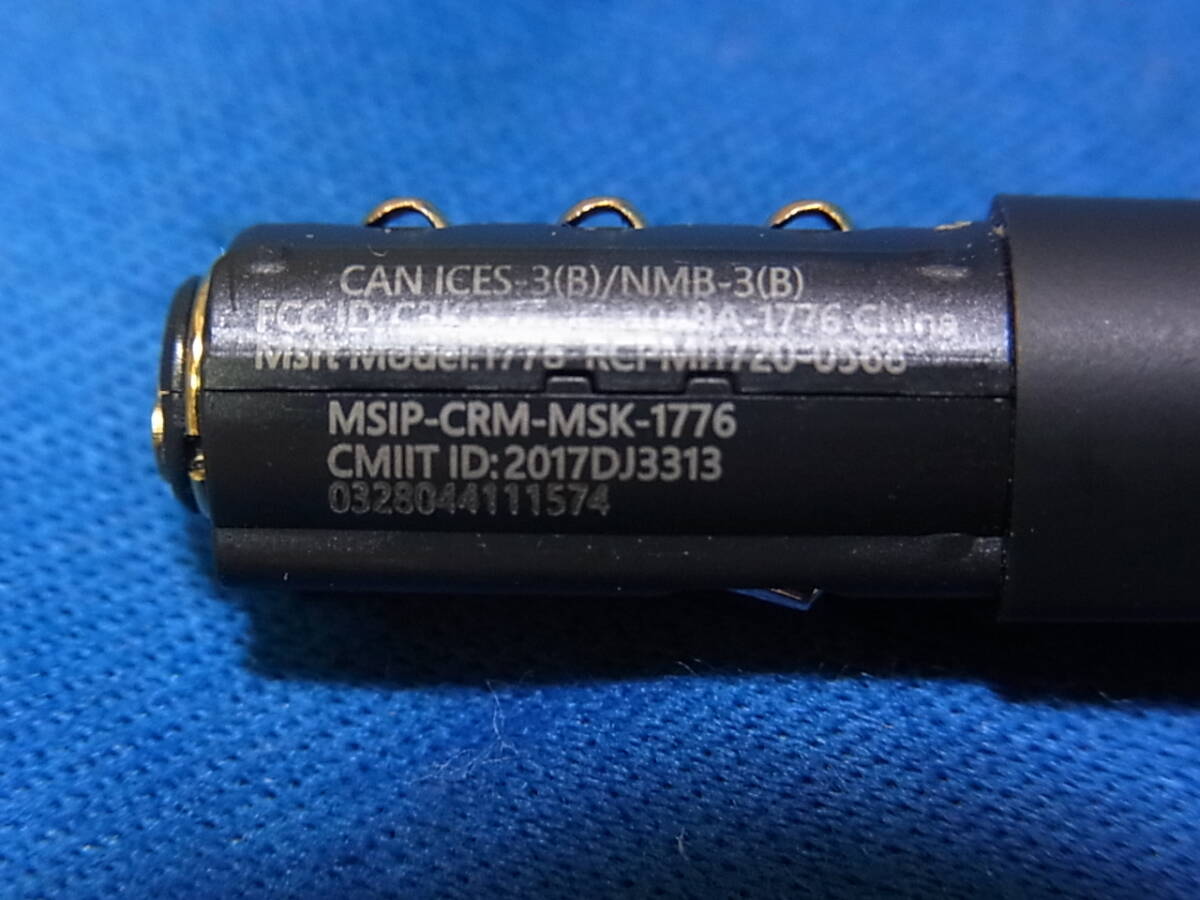 CAN ICES-3(B)/NMB-3(B)
FCC ID: A-1776 China
Msft Model:1776
MSIP-CRM-MSK-1776
CMIIT ID: 2017DJ3313
0328044111574